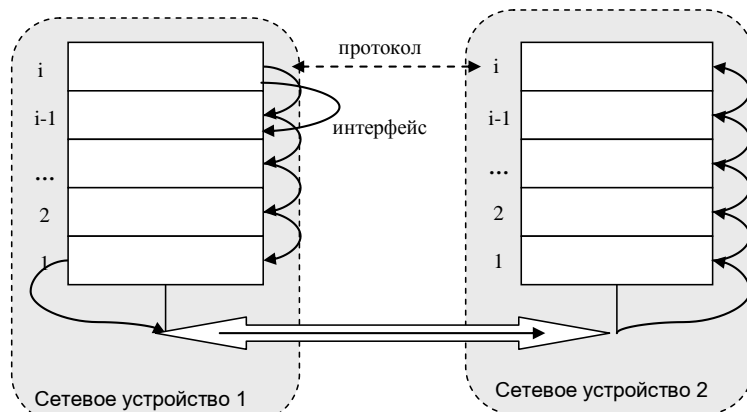 протокол
i
i
i-1
интерфейс
i-1
...
...
2
2
1
1
Сетевое устройство 1
Сетевое устройство 2